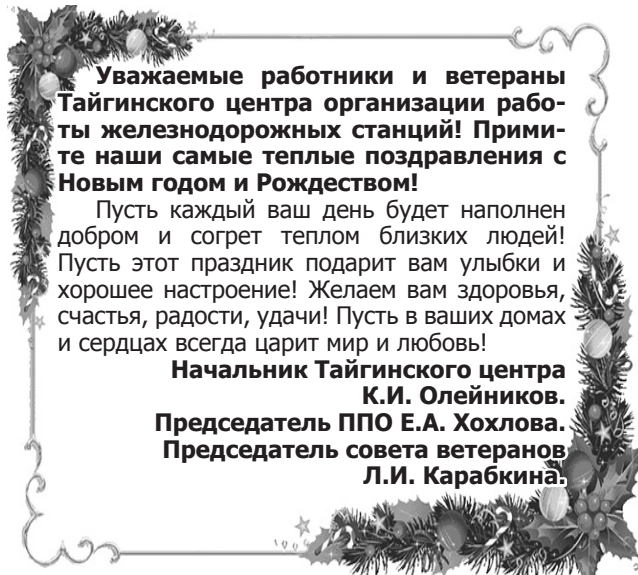 Уважаемые работники и ветераны
Тайгинского центра организации рабо-
ты железнодорожных станций! Прими-
те наши самые теплые поздравления с
Новым годом и Рождеством!
Пусть каждый ваш день будет наполнен
добром и согрет теплом близких людей!
Пусть этот праздник подарит вам улыбки и
хорошее настроение! Желаем вам здоровья,
счастья, радости, удачи! Пусть в ваших домах
и сердцах всегда царит мир и любовь!
Начальник Тайгинского центра
К.И. Олейников.
Председатель ППО Е.А. Хохлова.
Председатель совета ветеранов
Л.И. Карабкина.